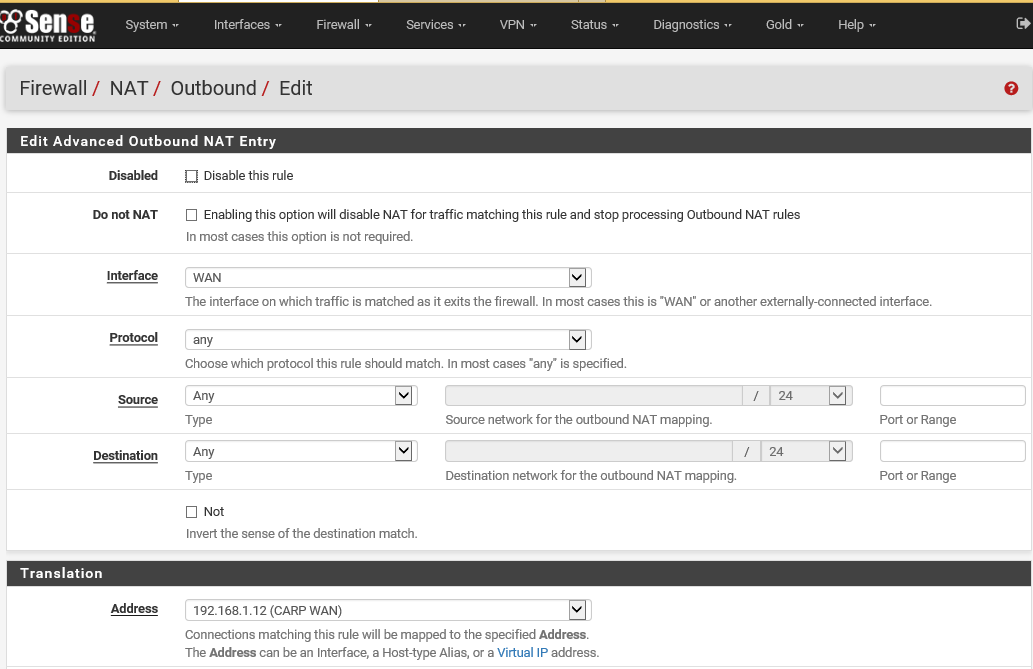 Sense
COMMUNITY EDITION
System Interfaces Firewall Services VPN Status Diagnostics Gold Help
Firewall / NAT / Outbound / Edit
Edit Advanced Outbound NAT Entry
Disabled Disable this rule
Do not NAT Enabling this option will disable NAT for traffic matching this rule and stop processing Outbound NAT rules
In most cases this option is not required.
Interface WAN
The interface on which traffic is matched as it exits the firewall. In most cases this is "WAN" or another externally-connected interface.
Protocol any
Choose which protocol this rule should match. In most cases "any" is specified.
Source Any / 24
Type Source network for the outbound NAT mapping. Port or Range
Destination Any / 24
Type Destination network for the outbound NAT mapping. Port or Range
Not
Invert the sense of the destination match.
Translation
Address 192.168.1.12 (CARP WAN)
Connections matching this rule will be mapped to the specified Address.
The Address can be an Interface, a Host-type Alias, or a Virtual IP address.